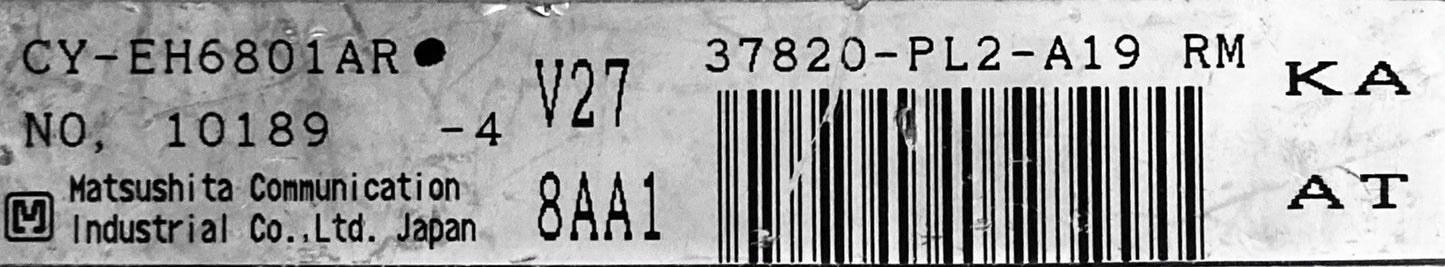 CY-EH6801AR●
NO, 10189 -4
M Matsushita Communication
Industrial Co.,Ltd. Japan
V27
8AA1
37820-PL2-A19 RM
KA
AT